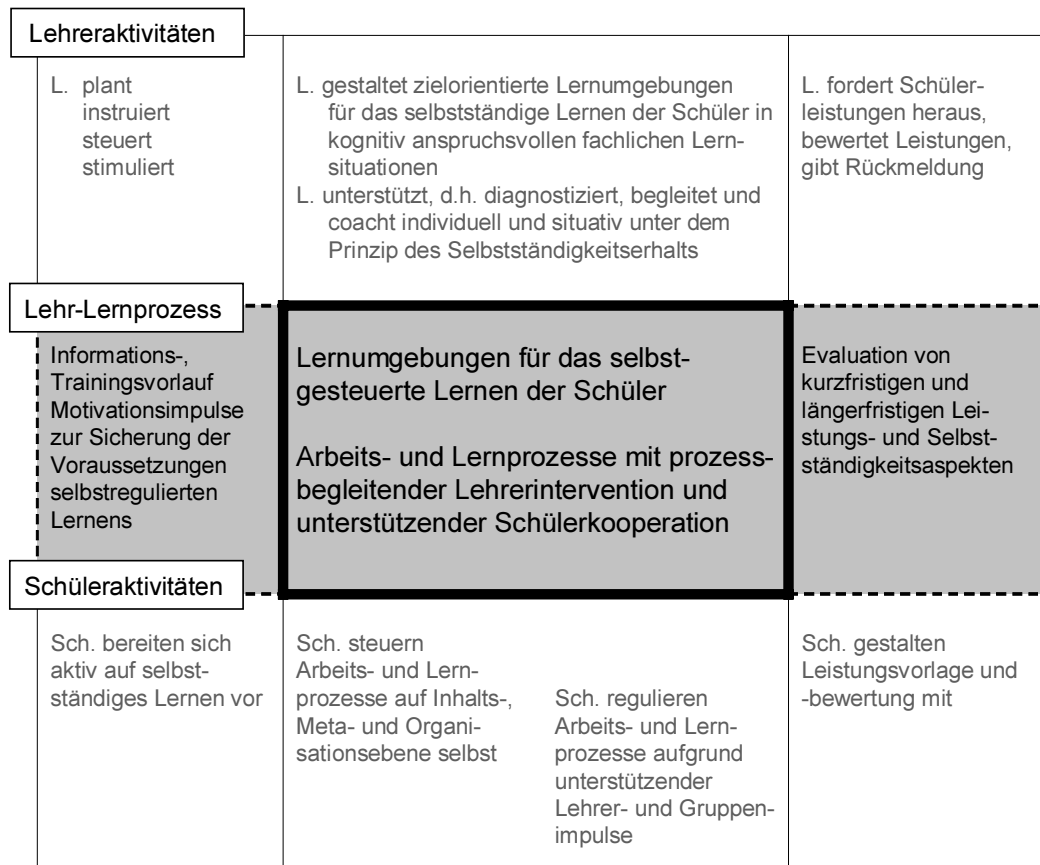 Lehreraktivitäten
L. plant
instruiert
steuert
stimuliert
L. gestaltet zielorientierte Lernumgebungen
für das selbstständige Lernen der Schüler in
kognitiv anspruchsvollen fachlichen Lern-
situationen
L. unterstützt, d.h. diagnostiziert, begleitet und
coacht individuell und situativ unter dem
Prinzip des Selbstständigkeitserhalts
L. fordert Schüler-
leistungen heraus,
bewertet Leistungen,
gibt Rückmeldung
Lehr-Lernprozess
Informations-,
Trainingsvorlauf
Motivationsimpulse
zur Sicherung der
Voraussetzungen
selbstregulierten
Lernens
Lernumgebungen für das selbst-
gesteuerte Lernen der Schüler
Arbeits- und Lernprozesse mit prozess-
begleitender Lehrerintervention und
unterstützender Schülerkooperation
Evaluation von
kurzfristigen und
längerfristigen Leis-
tungs- und Selbst-
ständigkeitsaspekten
Schüleraktivitäten
Sch. bereiten sich
aktiv auf selbst-
ständiges Lernen vor
Sch. steuern
Arbeits- und Lern-
prozesse auf Inhalts-,
Meta- und Organi-
sationsebene selbst
Sch. regulieren
Arbeits- und Lern-
prozesse aufgrund
unterstützender
Lehrer- und Gruppen-
impulse
Sch. gestalten
Leistungsvorlage und
-bewertung mit